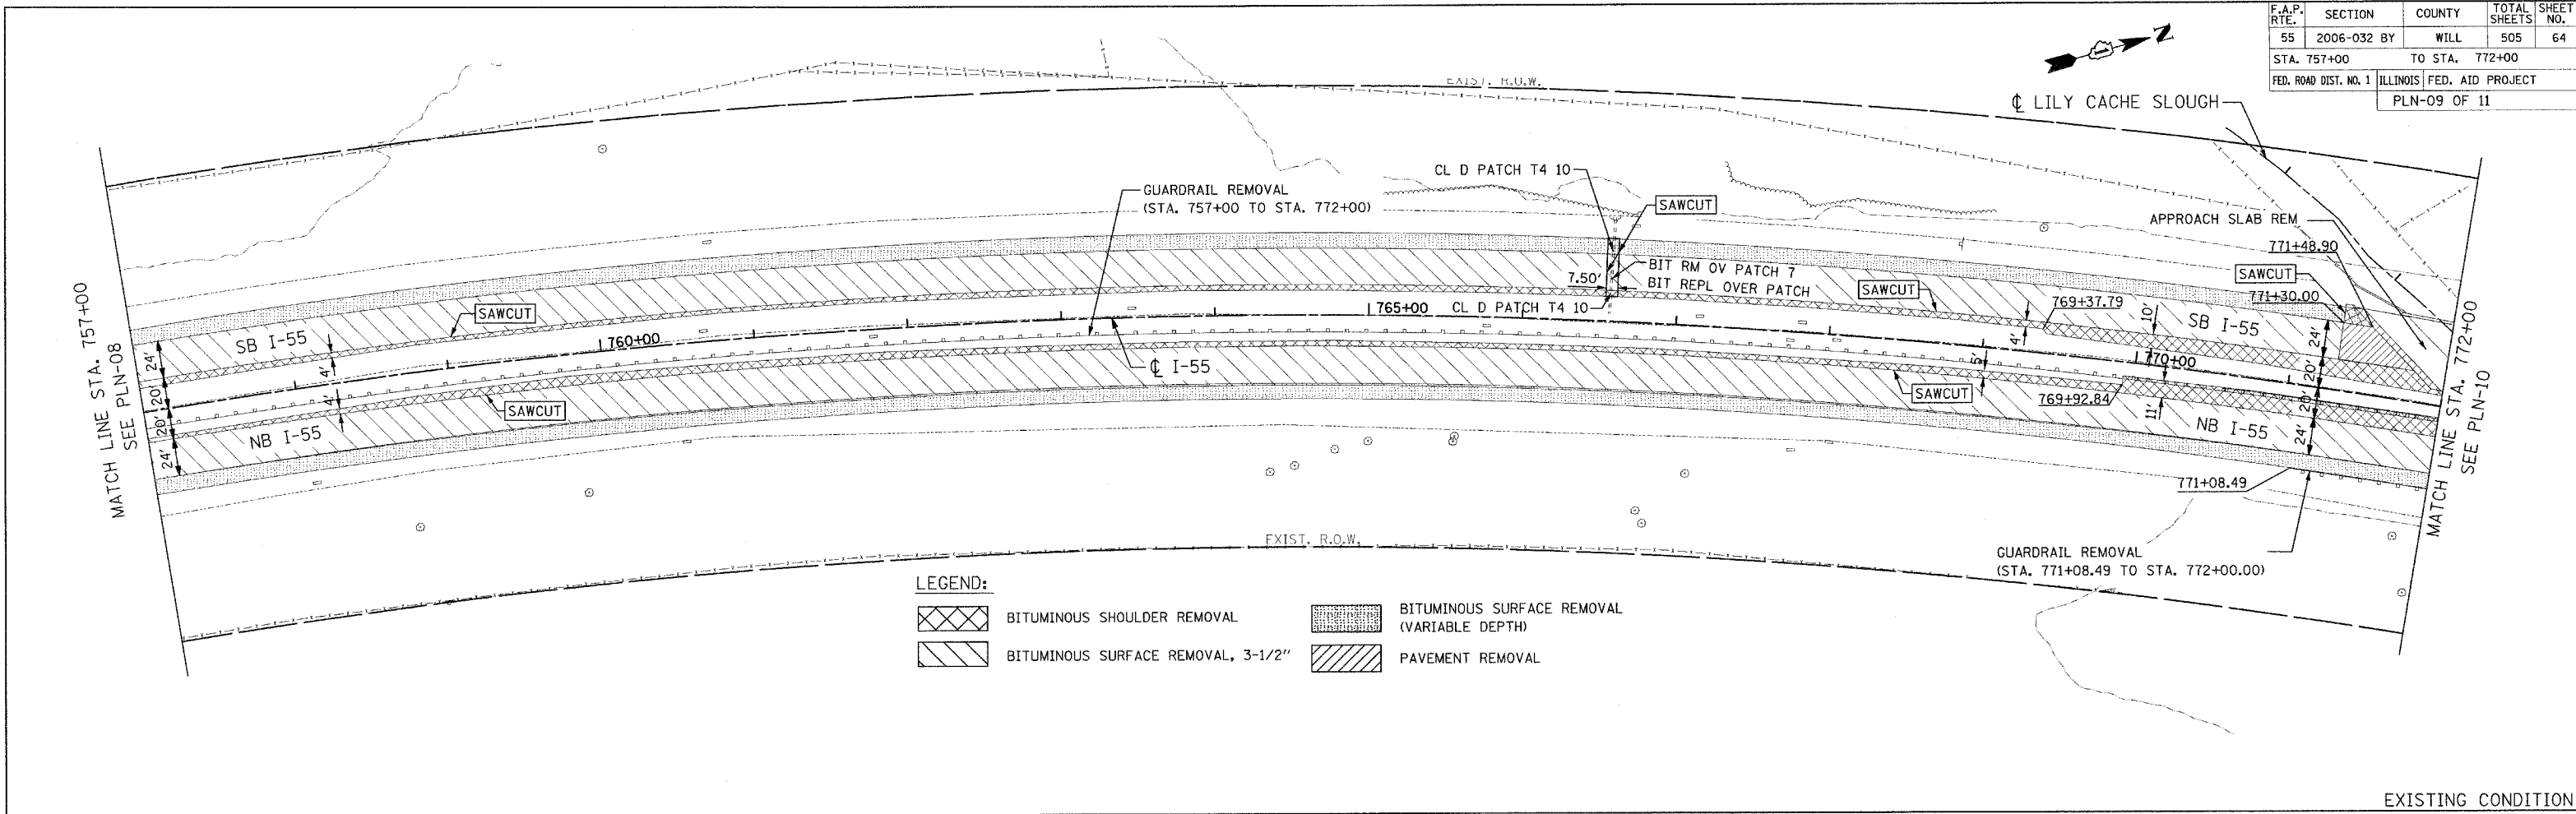 F.A.P. RTE. SECTION COUNTY TOTAL SHEETS SHEET NO.
55 2006-032 BY WILL 505 64
STA. 757+00 TO STA. 772+00
FED. ROAD DIST. NO. 1 ILLINOIS FED. AID PROJECT
PLN-09 OF 11
N
EXIST. R.O.W.
℄ LILY CACHE SLOUGH
CL D PATCH T4 10
GUARDRAIL REMOVAL
(STA. 757+00 TO STA. 772+00)
SAWCUT
APPROACH SLAB REM
771+48.90
SAWCUT
771+30.00
BIT RM OV PATCH 7
7.50'
BIT REPL OVER PATCH
SAWCUT
769+37.79
10'
SB I-55
24'
765+00
CL D PATCH T4 10
4'
SAWCUT
SB I-55
24'
4'
760+00
℄ I-55
5'
770+00
20'
20'
MATCH LINE STA. 757+00
SEE PLN-08
20'
4'
SAWCUT
SAWCUT
769+92.84
11'
20'
NB I-55
24'
NB I-55
24'
MATCH LINE STA. 772+00
SEE PLN-10
771+08.49
EXIST. R.O.W.
GUARDRAIL REMOVAL
(STA. 771+08.49 TO STA. 772+00.00)
LEGEND:
BITUMINOUS SHOULDER REMOVAL
BITUMINOUS SURFACE REMOVAL
(VARIABLE DEPTH)
BITUMINOUS SURFACE REMOVAL, 3-1/2"
PAVEMENT REMOVAL
EXISTING CONDITION